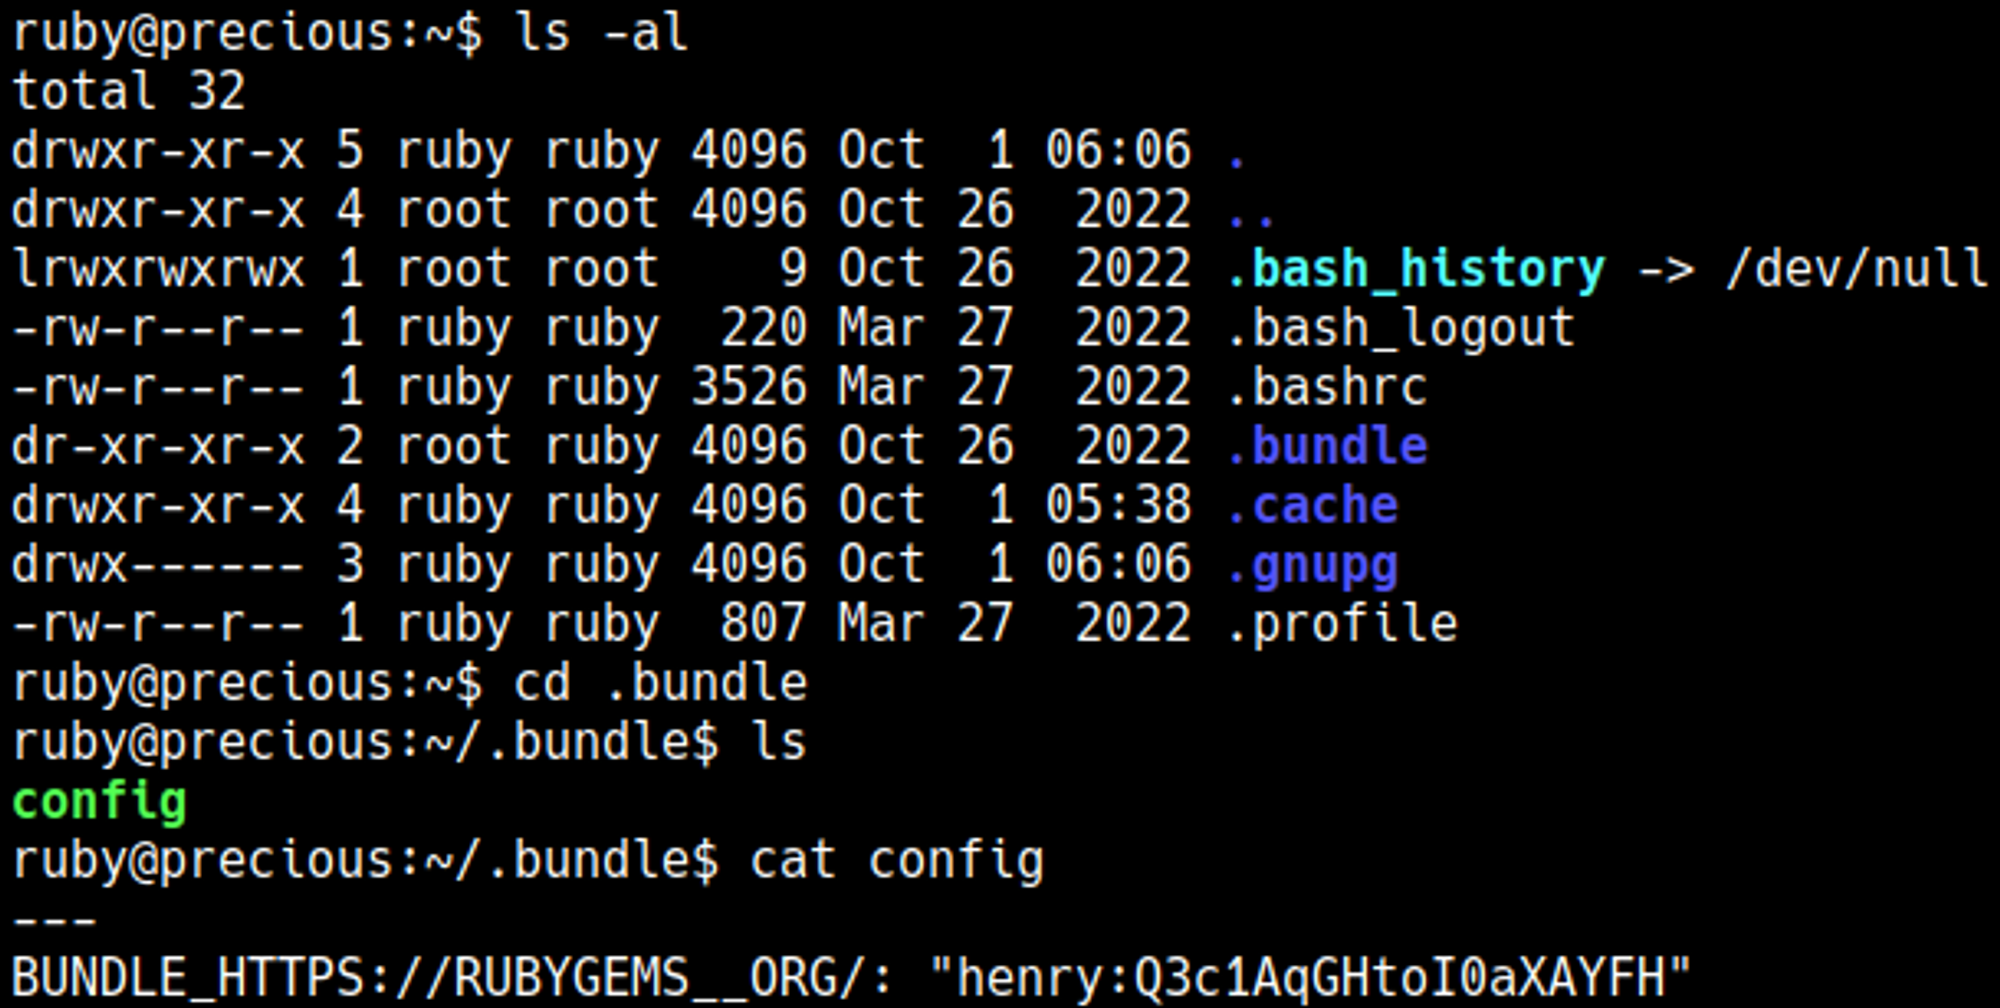 ruby@precious:~$ ls -al
total 32
drwxr-xr-x 5 ruby ruby 4096 Oct  1 06:06 .
drwxr-xr-x 4 root root 4096 Oct 26  2022 ..
lrwxrwxrwx 1 root root    9 Oct 26  2022 .bash_history -> /dev/null
-rw-r--r-- 1 ruby ruby  220 Mar 27  2022 .bash_logout
-rw-r--r-- 1 ruby ruby 3526 Mar 27  2022 .bashrc
dr-xr-xr-x 2 root ruby 4096 Oct 26  2022 .bundle
drwxr-xr-x 4 ruby ruby 4096 Oct  1 05:38 .cache
drwx------ 3 ruby ruby 4096 Oct  1 06:06 .gnupg
-rw-r--r-- 1 ruby ruby  807 Mar 27  2022 .profile
ruby@precious:~$ cd .bundle
ruby@precious:~/.bundle$ ls
config
ruby@precious:~/.bundle$ cat config
---
BUNDLE_HTTPS://RUBYGEMS__ORG/: "henry:Q3c1AqGHtoI0aXAYFH"